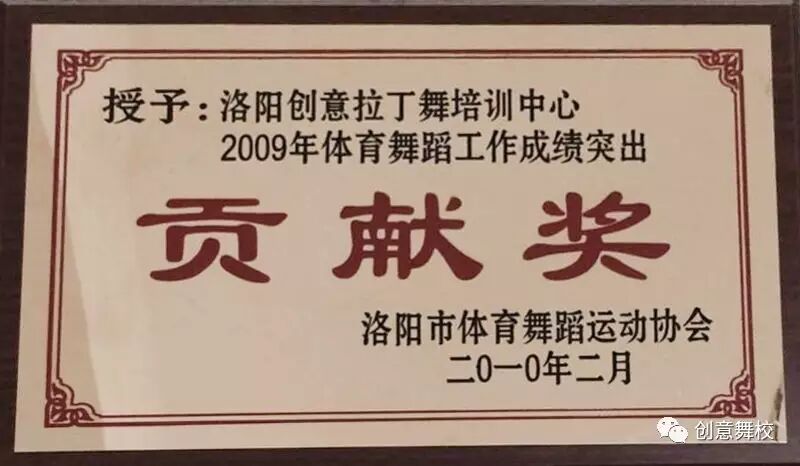 授予：洛阳创意拉丁舞培训中心
2009年体育舞蹈工作成绩突出
贡献奖
洛阳市体育舞蹈运动协会
二0一0年二月
创意舞校